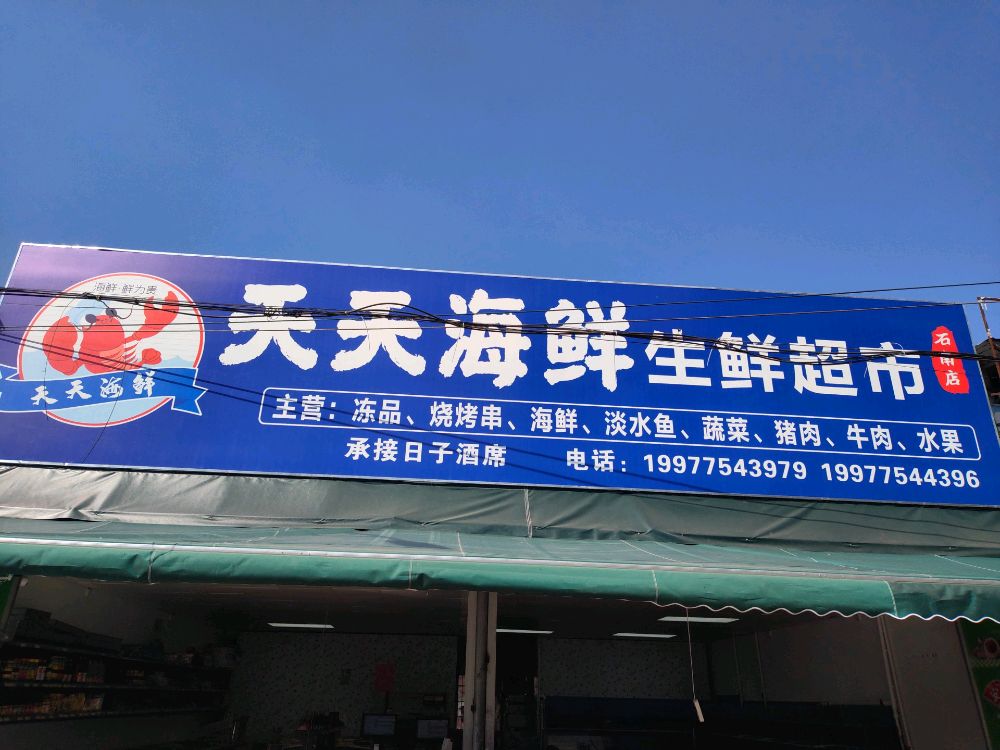 海鲜·鲜为贵
天天海鲜
天天海鲜生鲜超市
石南店
主营：冻品、烧烤串、海鲜、淡水鱼、蔬菜、猪肉、牛肉、水果
承接日子酒席 电话：19977543979 19977544396